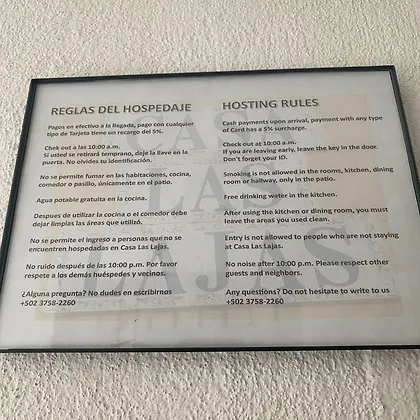 REGLAS DEL HOSPEDAJE
Pagos en efectivo a la llegada, pago con cualquier
tipo de Tarjeta tiene un recargo del 5%.
Chek out a las 10:00 a.m.
Si usted se retirará temprano, deje la llave en la
puerta. No olvides tu identificación.
No se permite fumar en las habitaciones, cocina,
comedor o pasillo, únicamente en el patio.
Agua potable gratuita en la cocina.
Despues de utilizar la cocina o el comedor debe
dejar limpias las áreas que utilizó.
No se permite el ingreso a personas que no se
encuentren hospedadas en Casa Las Lajas.
No ruido después de las 10:00 p.m. Por favor
respete a los demás huéspedes y vecinos.
¿Alguna pregunta? No dudes en escribirnos
+502 3758-2260
HOSTING RULES
Cash payments upon arrival, payment with any type
of Card has a 5% surcharge.
Check out at 10:00 a.m.
If you are leaving early, leave the key in the door.
Don't forget your ID.
Smoking is not allowed in the rooms, kitchen, dining
room or hallway, only in the patio.
Free drinking water in the kitchen.
After using the kitchen or dining room, you must
leave the areas you used clean.
Entry is not allowed to people who are not staying
at Casa Las Lajas.
No noise after 10:00 p.m. Please respect other
guests and neighbors.
Any questions? Do not hesitate to write to us
+502 3758-2260
LAJAS